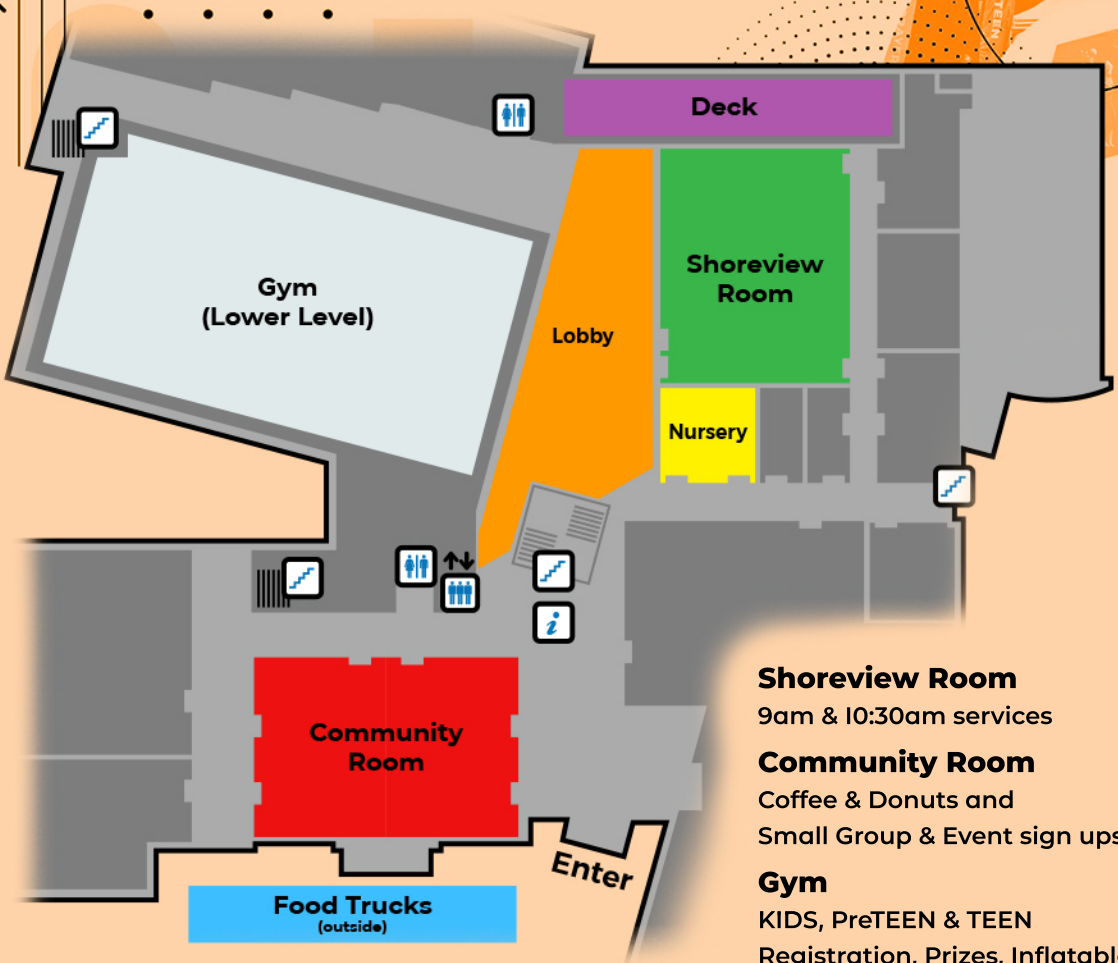 TEEN
Deck
Gym
(Lower Level)
Shoreview
Room
Lobby
Nursery
i
Community
Room
Enter
Food Trucks
(outside)
Shoreview Room
9am & 10:30am services
Community Room
Coffee & Donuts and
Small Group & Event sign ups
Gym
KIDS, PreTEEN & TEEN
Registration, Prizes,